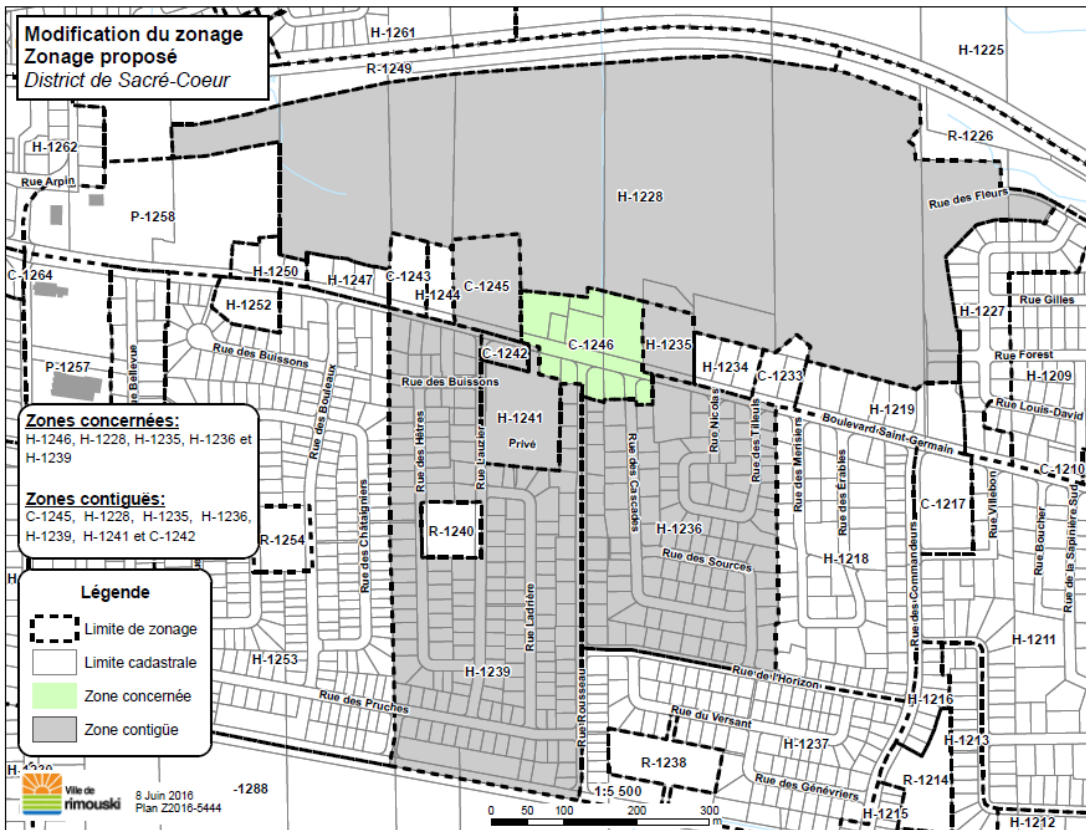 Modification du zonage
Zonage proposé
District de Sacré-Coeur
H-1261
R-1249
H-1225
H-1262
R-1226
Rue Arpin
H-1228
Rue des Fleurs
P-1258
C-1264
H-1250
H-1247
C-1243
H-1244
C-1245
H-1227
Rue Gilles
H-1252
C-1246
H-1235
H-1234
C-1233
Rue Forest
H-1209
Rue des Buissons
C-1242
P-1257
Rue Bellevue
Rue des Bouleaux
Rue des Buissons
H-1241
Privé
Rue des Hêtres
Rue Lauzier
Rue Nicolas
Rue des Tilleuls
H-1219
Rue Louis-David
Boulevard Saint-Germain
C-1210
Zones concernées:
H-1246, H-1228, H-1235, H-1236 et
H-1239
Zones contiguës:
C-1245, H-1228, H-1235, H-1236,
H-1239, H-1241 et C-1242
Rue des Cascades
Rue des Merisiers
Rue des Érables
C-1217
Rue Villebon
Rue Boucher
Rue de la Sapinière Sud
R-1254
Rue des Châtaigniers
R-1240
H-1236
Rue des Sources
H-1218
Rue des Commandeurs
Légende
Limite de zonage
Limite cadastrale
Zone concernée
Zone contigüe
Rue Ladrière
H-1211
H-1253
H-1239
Rue des Pruches
Rue Rousseau
Rue de l'Horizon
H-1216
Rue du Versant
H-1237
H-1213
R-1238
Rue des Génévriers
R-1214
-1288
1:5 500
H-1215
H-1212
Ville de
rimouski
8 Juin 2016
Plan Z2016-5444
0 50 100 200 300
m